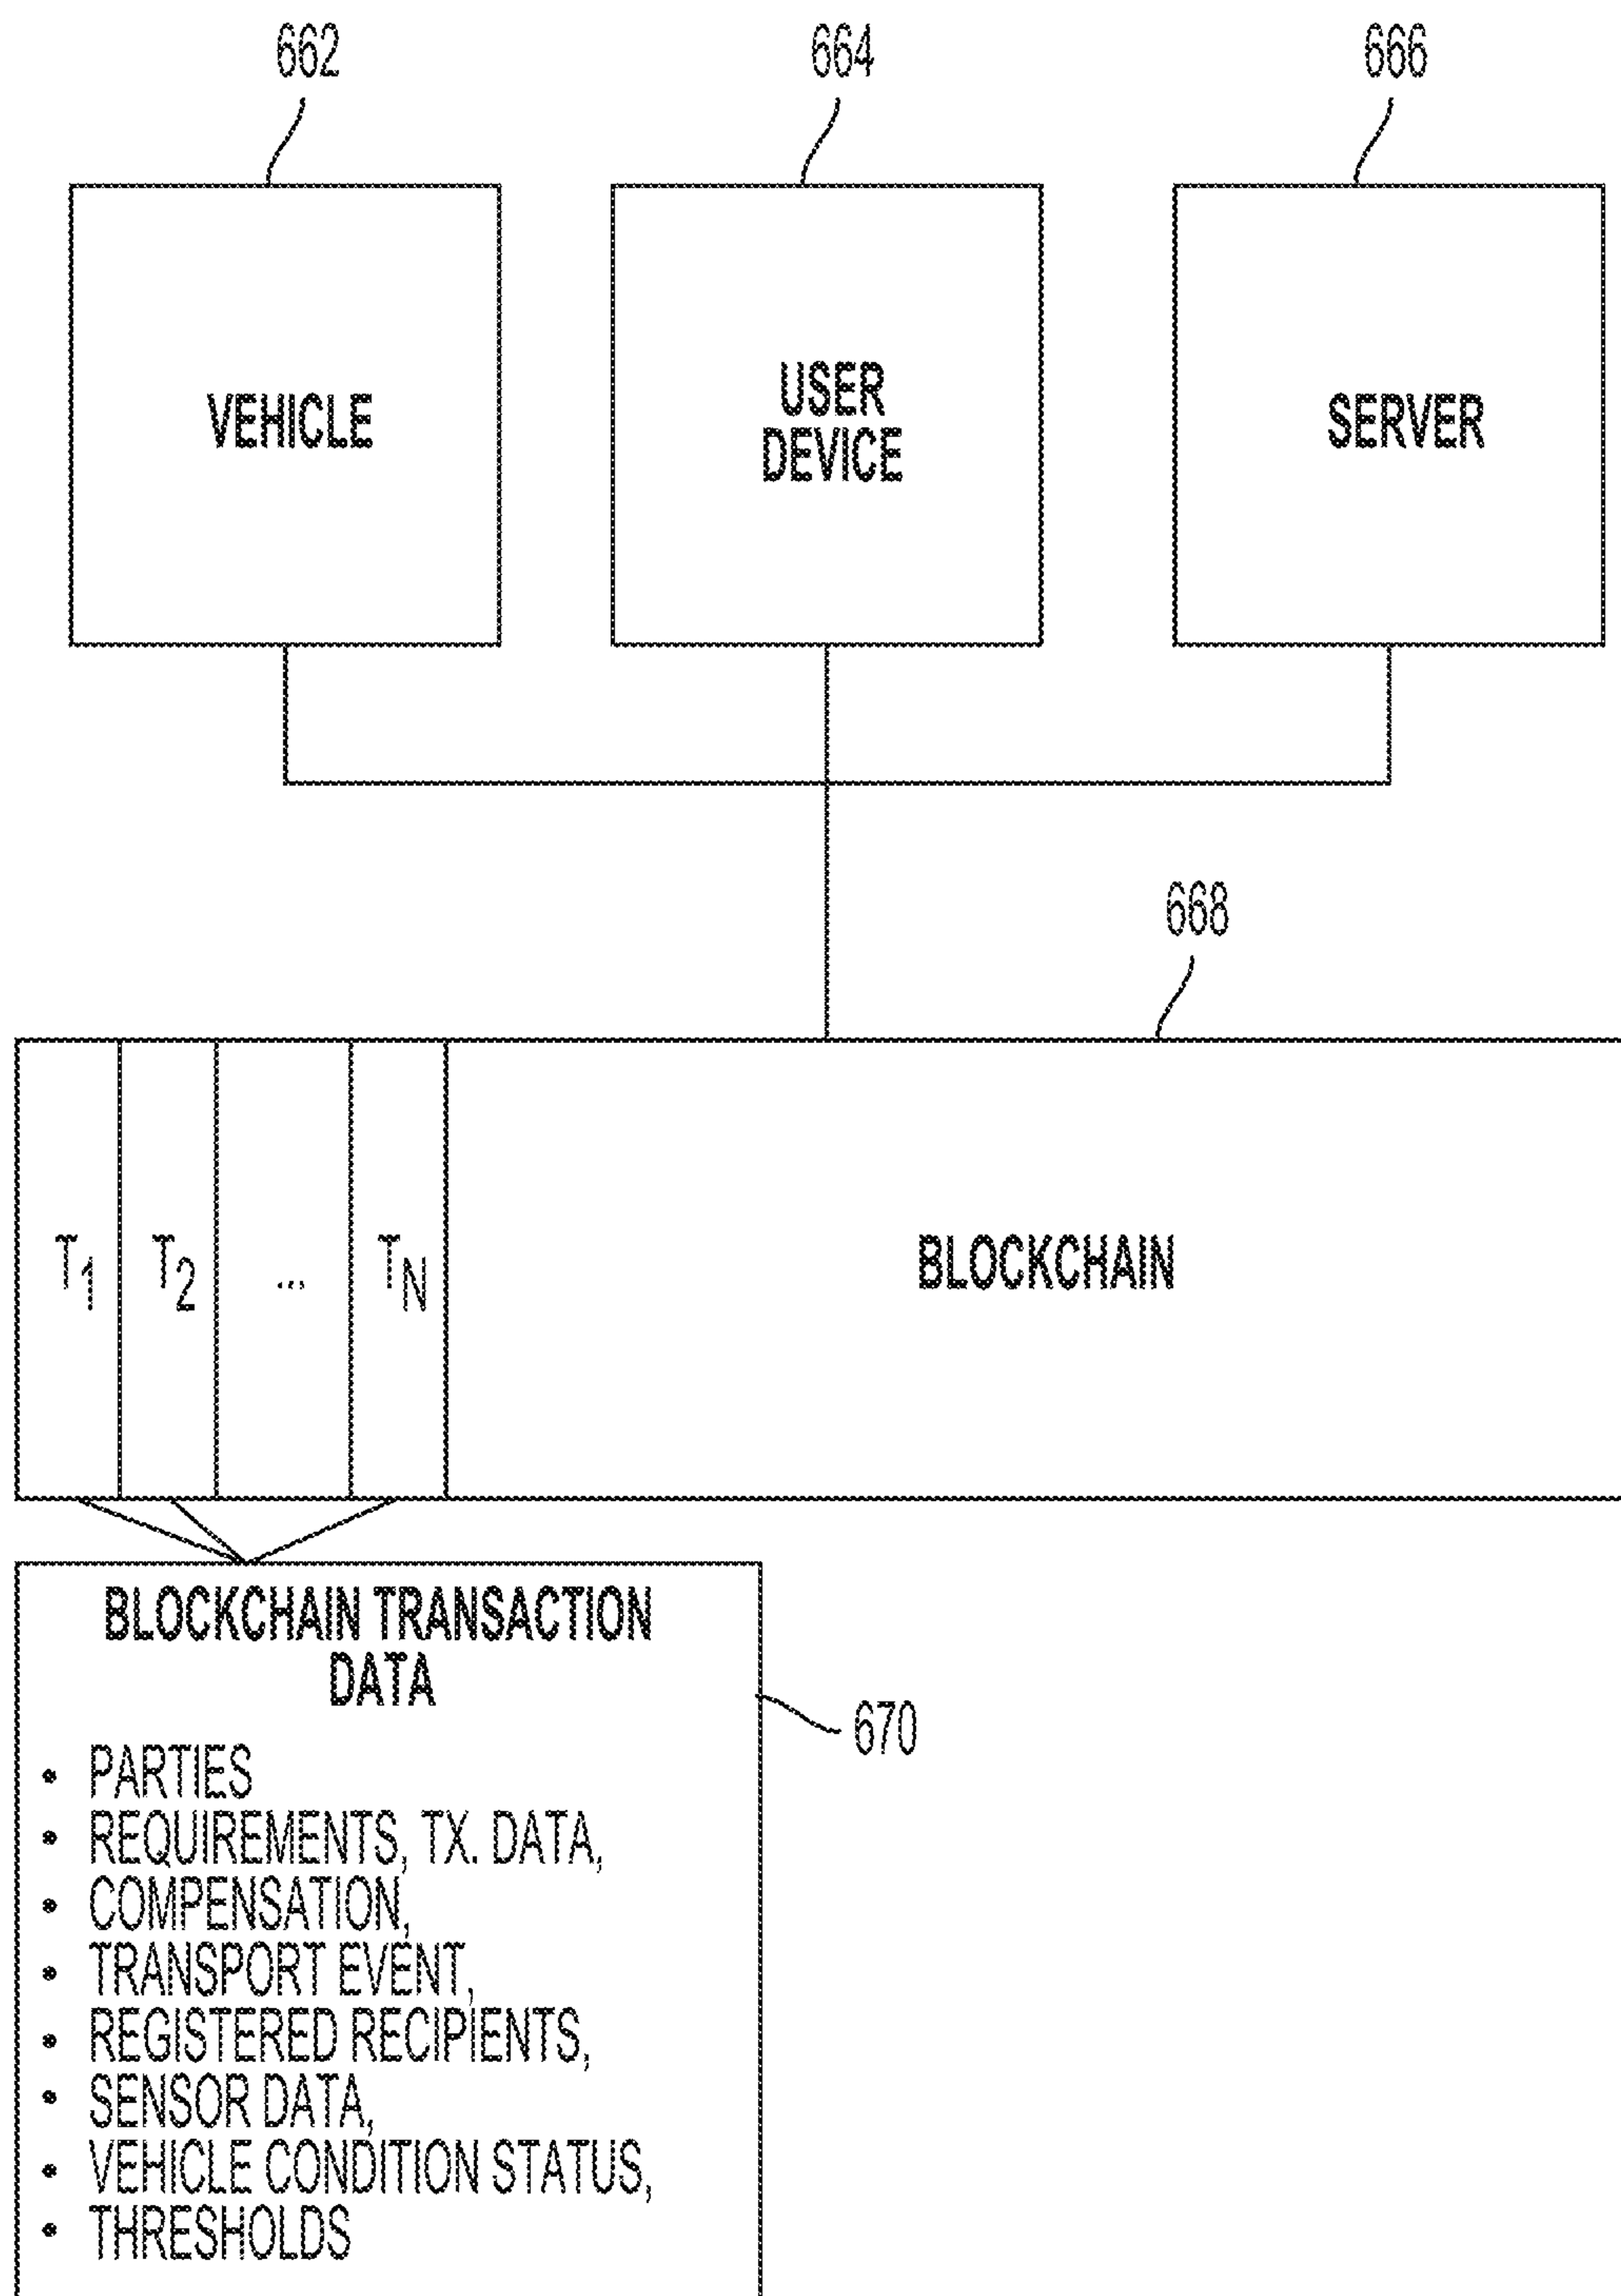 662
664
666
VEHICLE
USER
DEVICE
SERVER
668
T1
T2
...
TN
BLOCKCHAIN
BLOCKCHAIN TRANSACTION
DATA
670
• PARTIES
• REQUIREMENTS, TX. DATA,
• COMPENSATION,
• TRANSPORT EVENT,
• REGISTERED RECIPIENTS,
• SENSOR DATA,
• VEHICLE CONDITION STATUS,
• THRESHOLDS